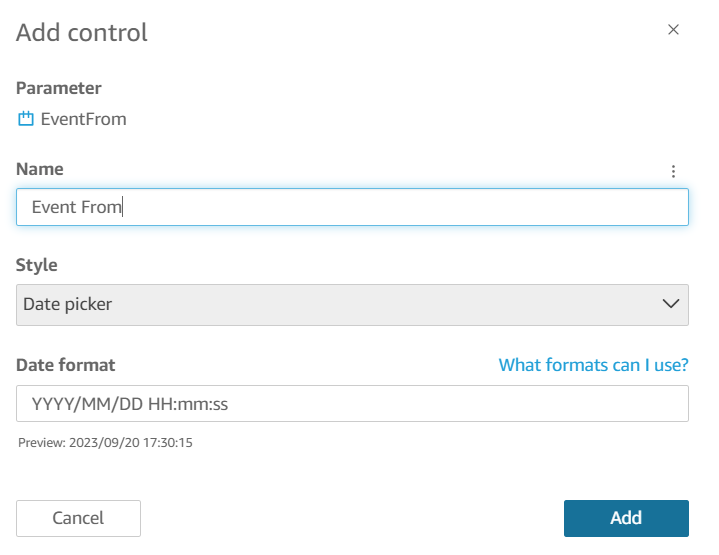 Add control
Parameter
EventFrom
Name
Event From
Style
Date picker
Date format What formats can I use?
YYYY/MM/DD HH:mm:ss
Preview: 2023/09/20 17:30:15
Cancel Add